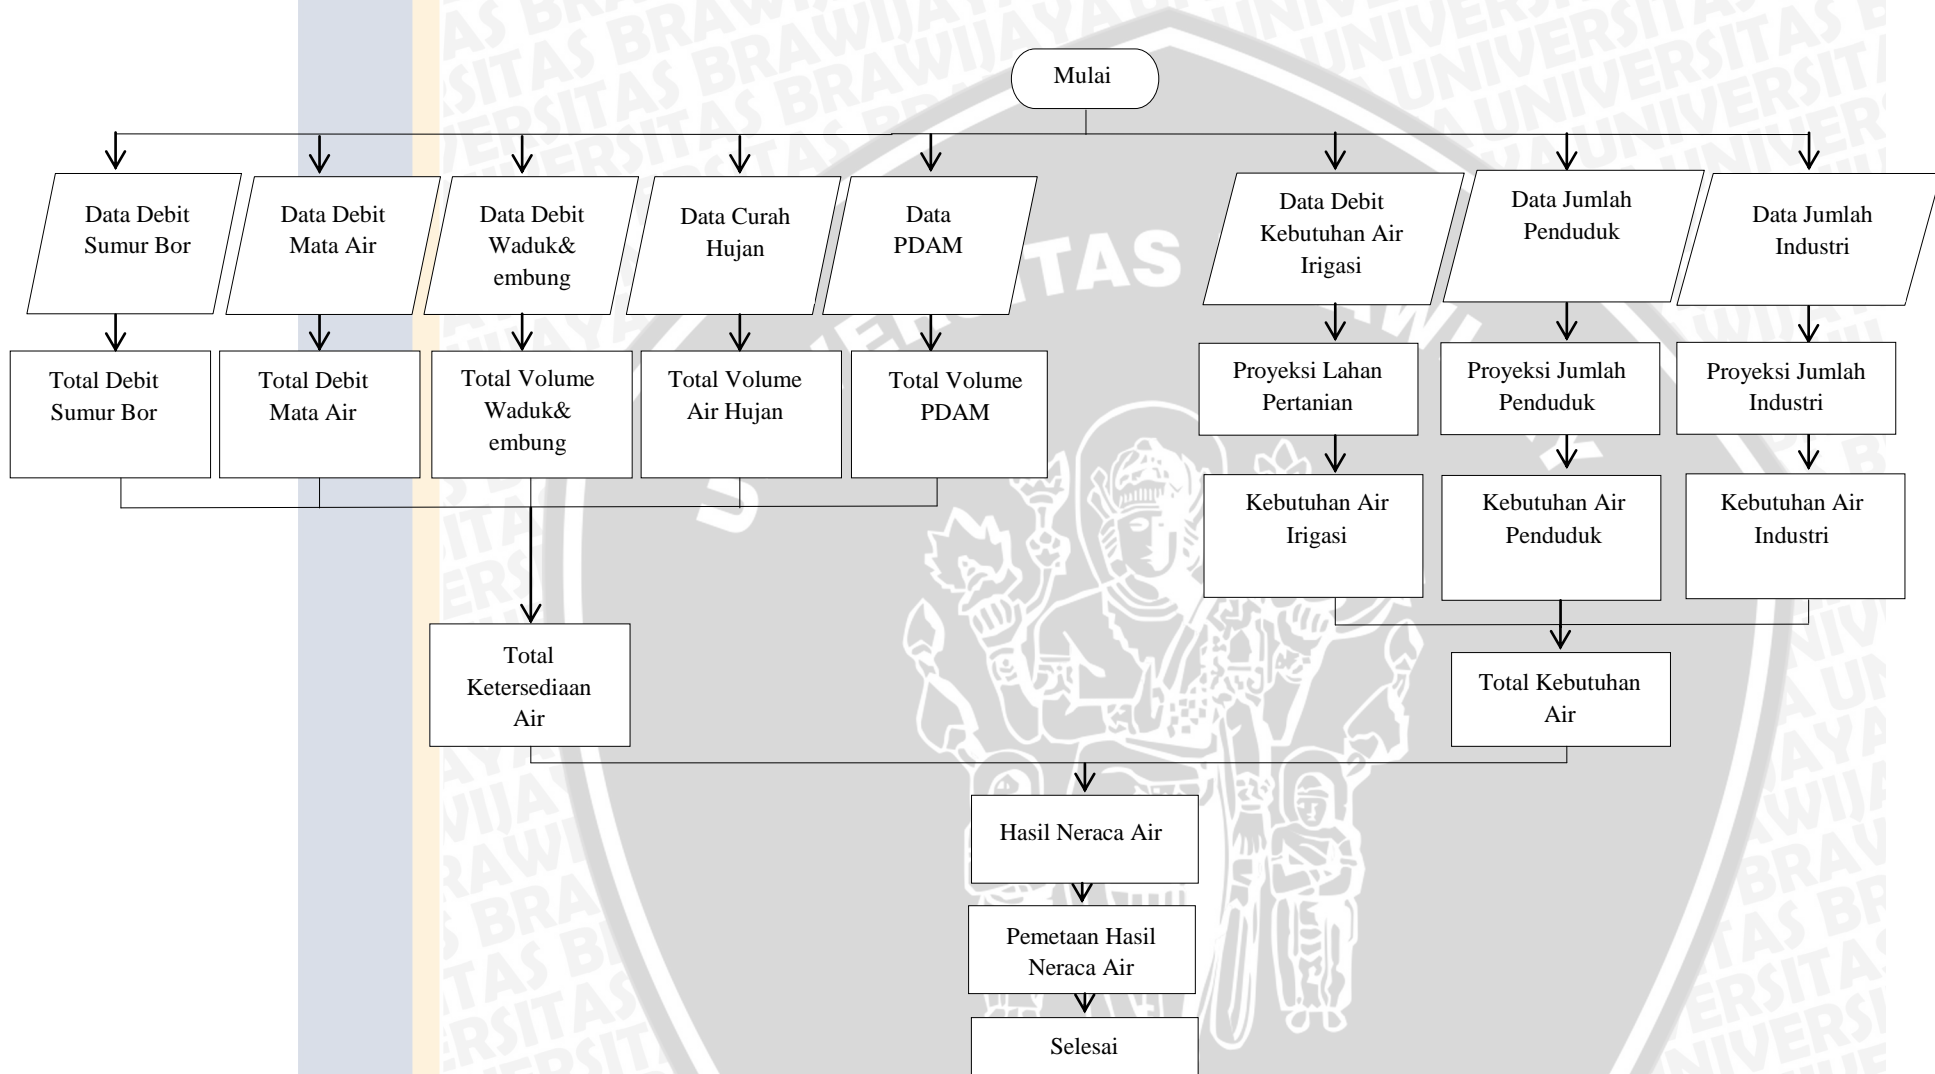 Mulai
Data Debit
Sumur Bor
Data Debit
Mata Air
Data Debit
Waduk&
embung
Data Curah
Hujan
Data
PDAM
Data Debit
Kebutuhan Air
Irigasi
Data Jumlah
Penduduk
Data Jumlah
Industri
Total Debit
Sumur Bor
Total Debit
Mata Air
Total Volume
Waduk&
embung
Total Volume
Air Hujan
Total Volume
PDAM
Proyeksi Lahan
Pertanian
Proyeksi Jumlah
Penduduk
Proyeksi Jumlah
Industri
Kebutuhan Air
Irigasi
Kebutuhan Air
Penduduk
Kebutuhan Air
Industri
Total
Ketersediaan
Air
Total Kebutuhan
Air
Hasil Neraca Air
Pemetaan Hasil
Neraca Air
Selesai